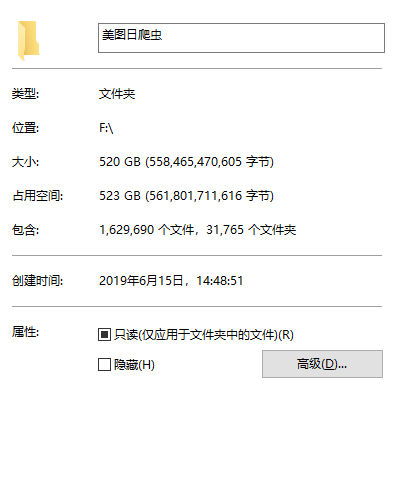 美图日爬虫
类型: 文件夹
位置: F:\
大小: 520 GB (558,465,470,605 字节)
占用空间: 523 GB (561,801,711,616 字节)
包含: 1,629,690 个文件，31,765 个文件夹
创建时间: 2019年6月15日，14:48:51
属性: 只读(仅应用于文件夹中的文件)(R)
隐藏(H) 高级(D)...